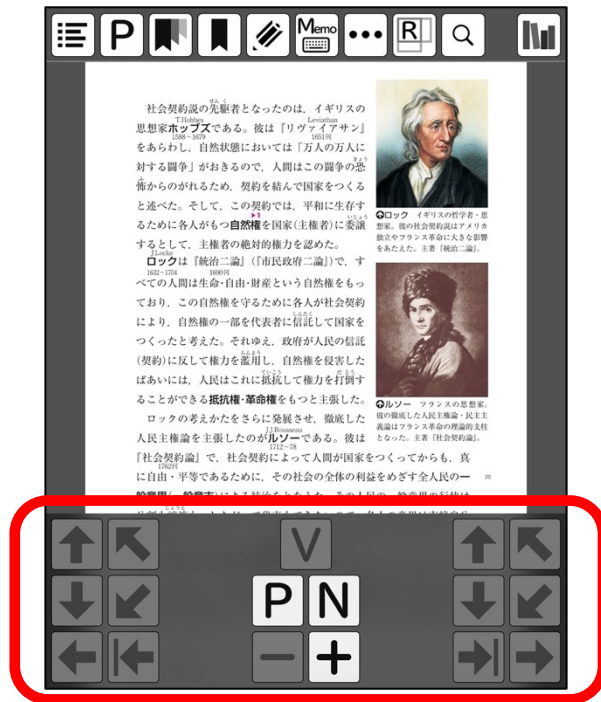 P
Memo
R
社会契約説の先駆者となったのは，イギリスの
思想家ホッブズである。彼は『リヴァイアサン』
をあらわし，自然状態においては「万人の万人に
対する闘争」がおきるので，人間はこの闘争の恐
怖からのがれるため，契約を結んで国家をつくる
と述べた。そして，この契約では，平和に生存す
るために各人がもつ自然権を国家(主権者)に委譲
するとして，主権者の絶対的権力を認めた。
ロックは『統治二論』(『市民政府二論』)で，す
べての人間は生命·自由·財産という自然権をもっ
ており，この自然権を守るために各人が社会契約
により，自然権の一部を代表者に信託して国家を
つくったと考えた。それゆえ，政府が人民の信託
(契約)に反して権力を濫用し，自然権を侵害した
ばあいには，人民はこれに抵抗して権力を打倒す
ることができる抵抗権·革命権をもつと主張した。
ロックの考えかたをさらに発展させ，徹底した
人民主権論を主張したのがルソーである。彼は
『社会契約論』で，社会契約によって人間が国家をつくってからも，真
に自由·平等であるために，その社会の全体の利益をめざす全人民の一
せんく
T.Hobbes
1588〜1679
Leviathan
1651刊
きょう
ふ
▶1
いじょう
J.Locke
1632〜1704
1690刊
しんたく
らんよう
ていこう
だとう
J.J.Rousseau
1712〜78
1762刊
ロック イギリスの哲学者·思
想家。彼の社会契約説はアメリカ
独立やフランス革命に大きな影響
をあたえた。主著『統治二論』。
ルソー フランスの思想家。
彼の徹底した人民主権論·民主主
義論はフランス革命の理論的支柱
となった。主著『社会契約論』。
20
V
P N
− +